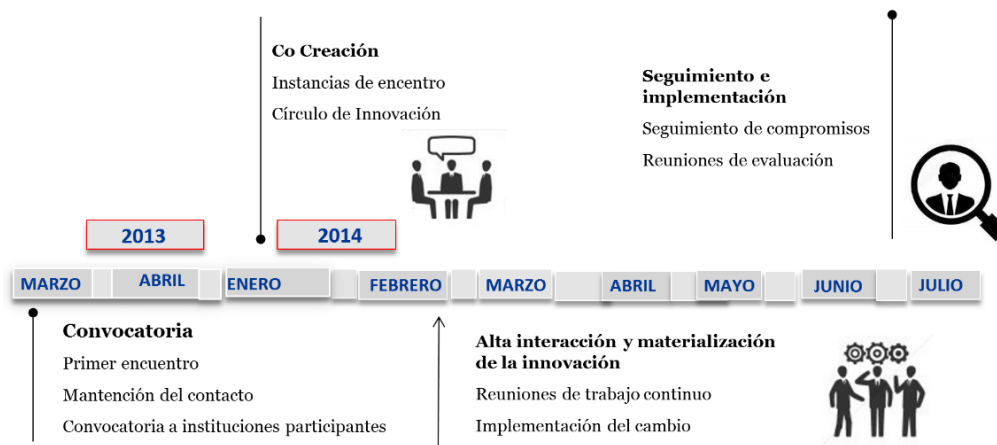 Co Creación
Instancias de encentro
Círculo de Innovación
Seguimiento e
implementación
Seguimiento de compromisos
Reuniones de evaluación
2013
2014
MARZO
ABRIL
ENERO
FEBRERO
MARZO
ABRIL
MAYO
JUNIO
JULIO
Convocatoria
Primer encuentro
Mantención del contacto
Convocatoria a instituciones participantes
Alta interacción y materialización
de la innovación
Reuniones de trabajo continuo
Implementación del cambio